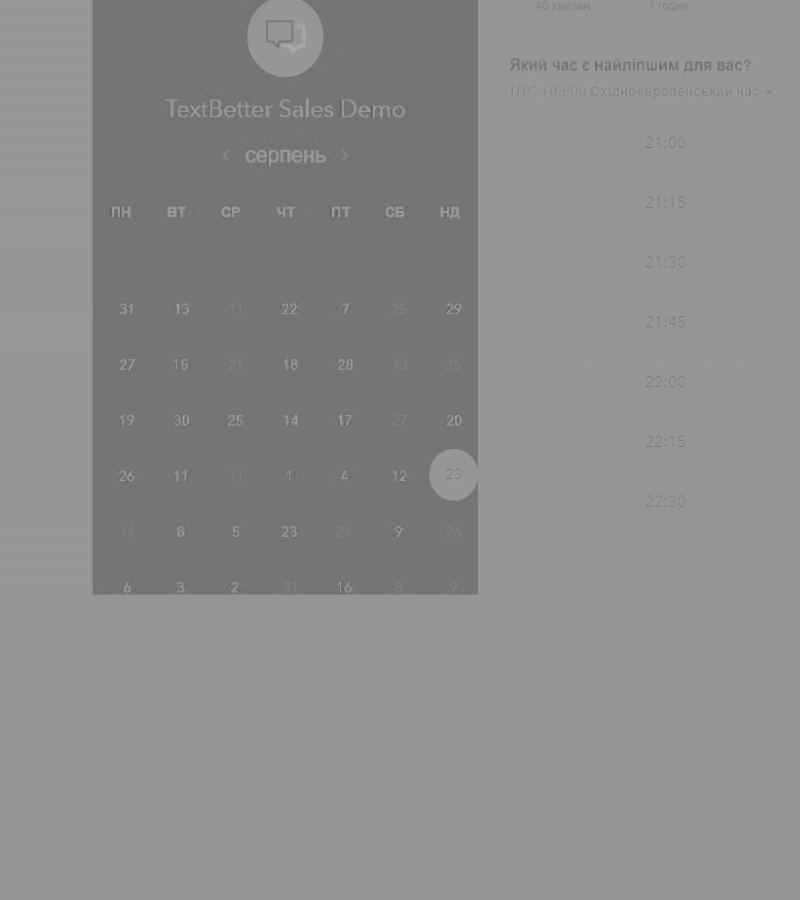 40 хвилин 1 годин
TextBetter Sales Demo
серпень
ПН ВТ СР ЧТ ПТ СБ НД
31 13 11 22 7 25 29
27 15 21 18 28 13 25
19 30 25 14 17 27 20
26 11 11 1 4 12 23
14 8 5 23 24 9 26
6 3 2 31 16 8 9
Який час є найліпшим для вас?
UTC +03:00 Східноєвропейський час
21:00
21:15
21:30
21:45
22:00
22:15
22:30